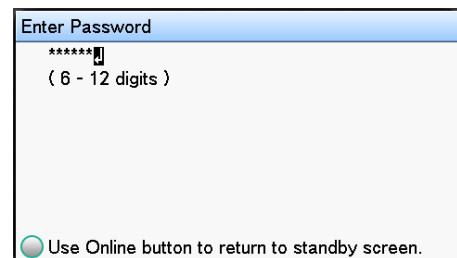 Enter Password
******↲
( 6 - 12 digits )
Use Online button to return to standby screen.